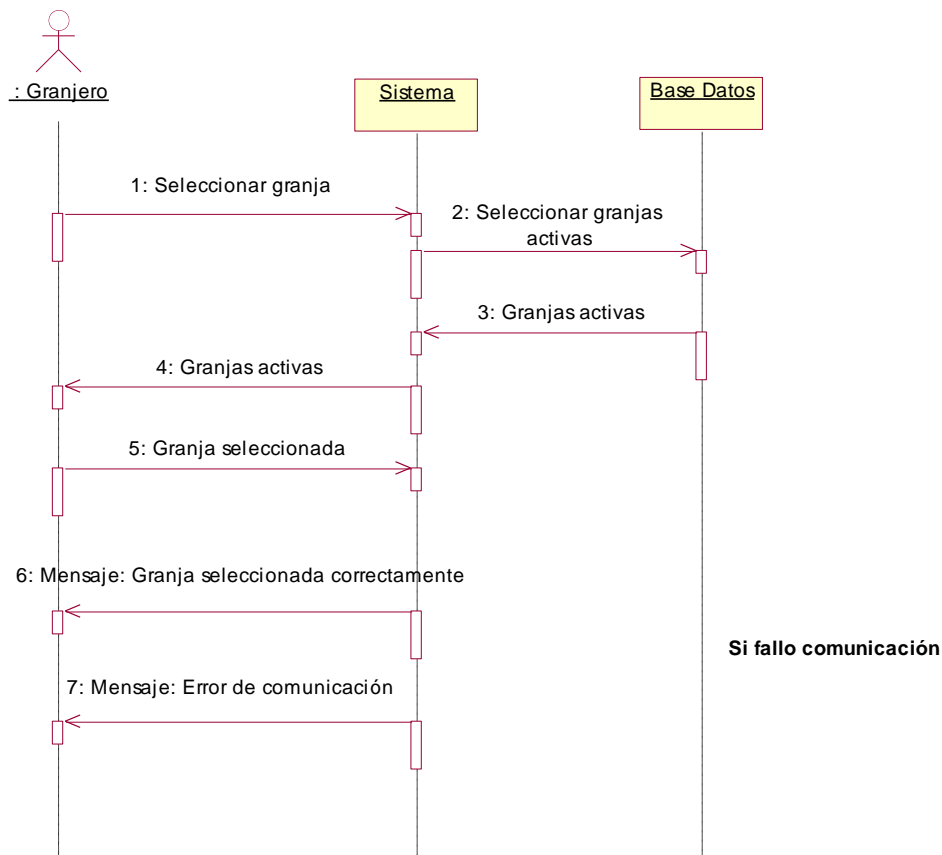 : Granjero
Sistema
Base Datos
1: Seleccionar granja
2: Seleccionar granjas
activas
3: Granjas activas
4: Granjas activas
5: Granja seleccionada
6: Mensaje: Granja seleccionada correctamente
Si fallo comunicación
7: Mensaje: Error de comunicación